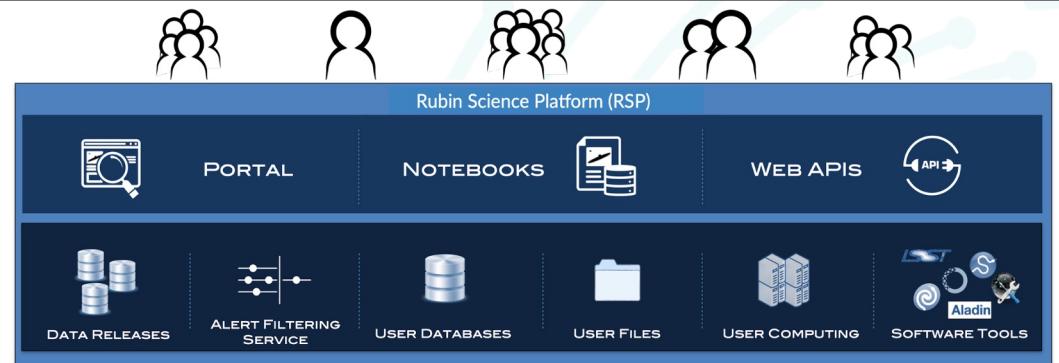 Rubin Science Platform (RSP)
PORTAL
NOTEBOOKS
WEB APIS
API
LSST
Aladin
DATA RELEASES
ALERT FILTERING
SERVICE
USER DATABASES
USER FILES
USER COMPUTING
SOFTWARE TOOLS